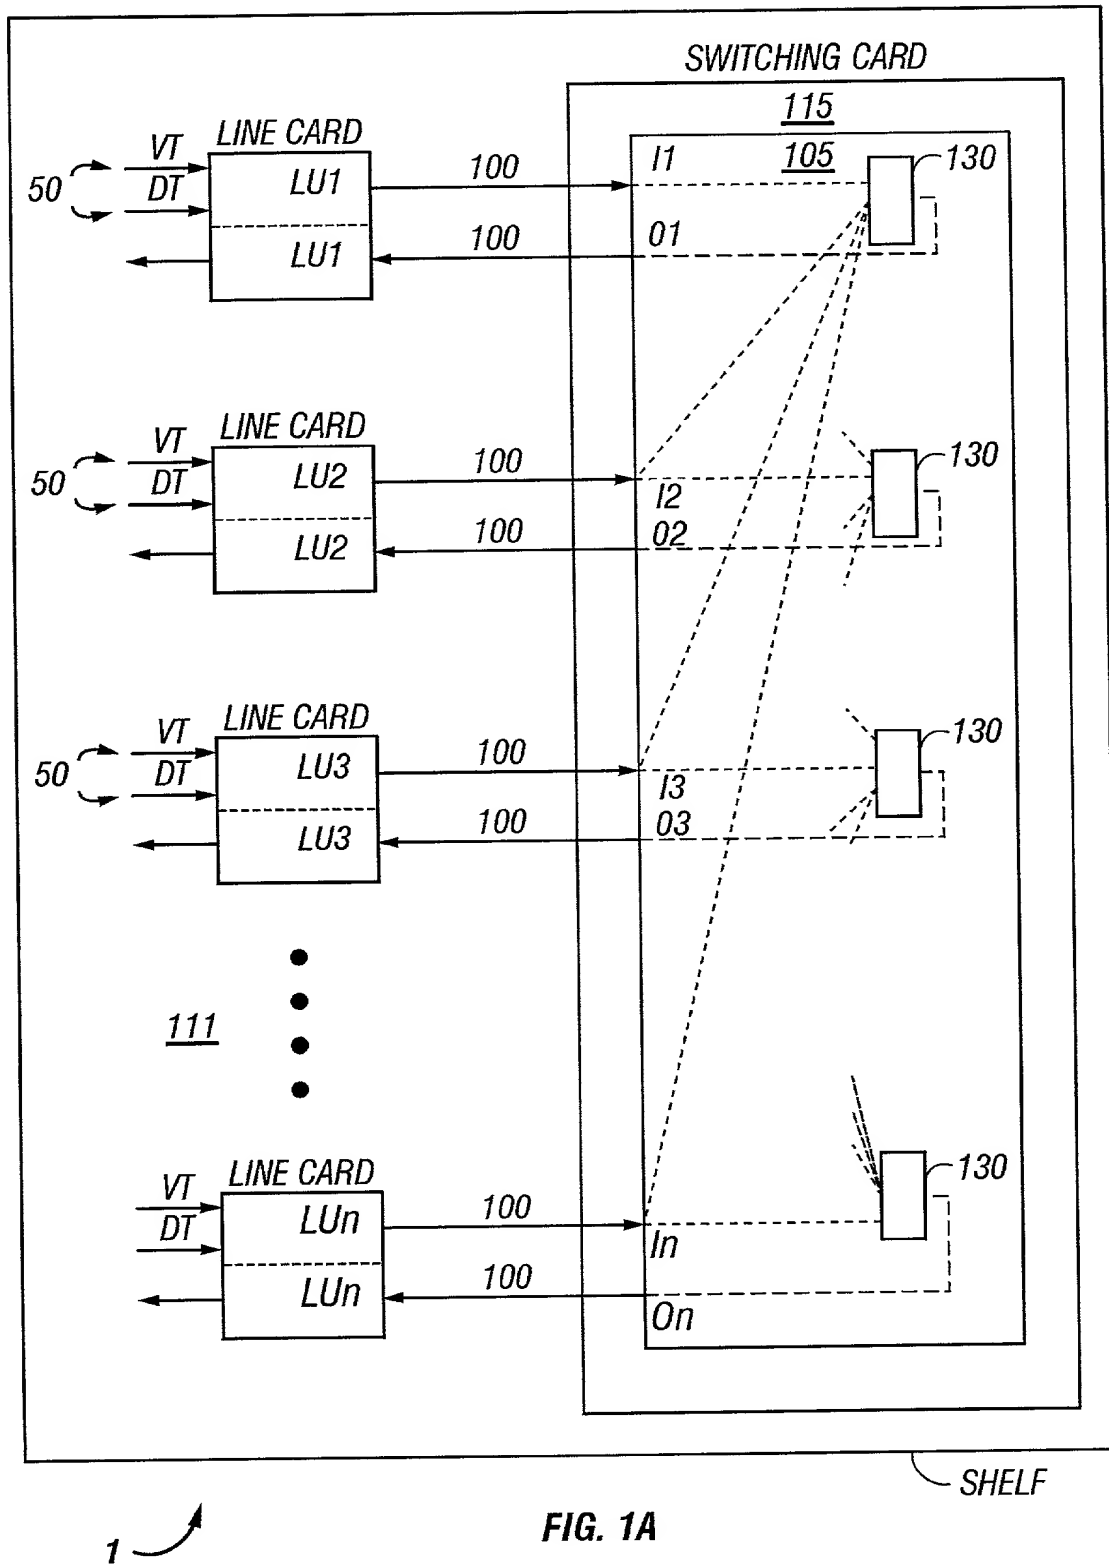 SWITCHING CARD
115
105
LINE CARD
VT
DT
50
LU1
LU1
100
100
I1
01
130
LINE CARD
VT
DT
50
LU2
LU2
100
100
I2
02
130
LINE CARD
VT
DT
50
LU3
LU3
100
100
I3
03
130
111
LINE CARD
VT
DT
LUn
LUn
100
100
In
On
130
SHELF
1
FIG. 1A